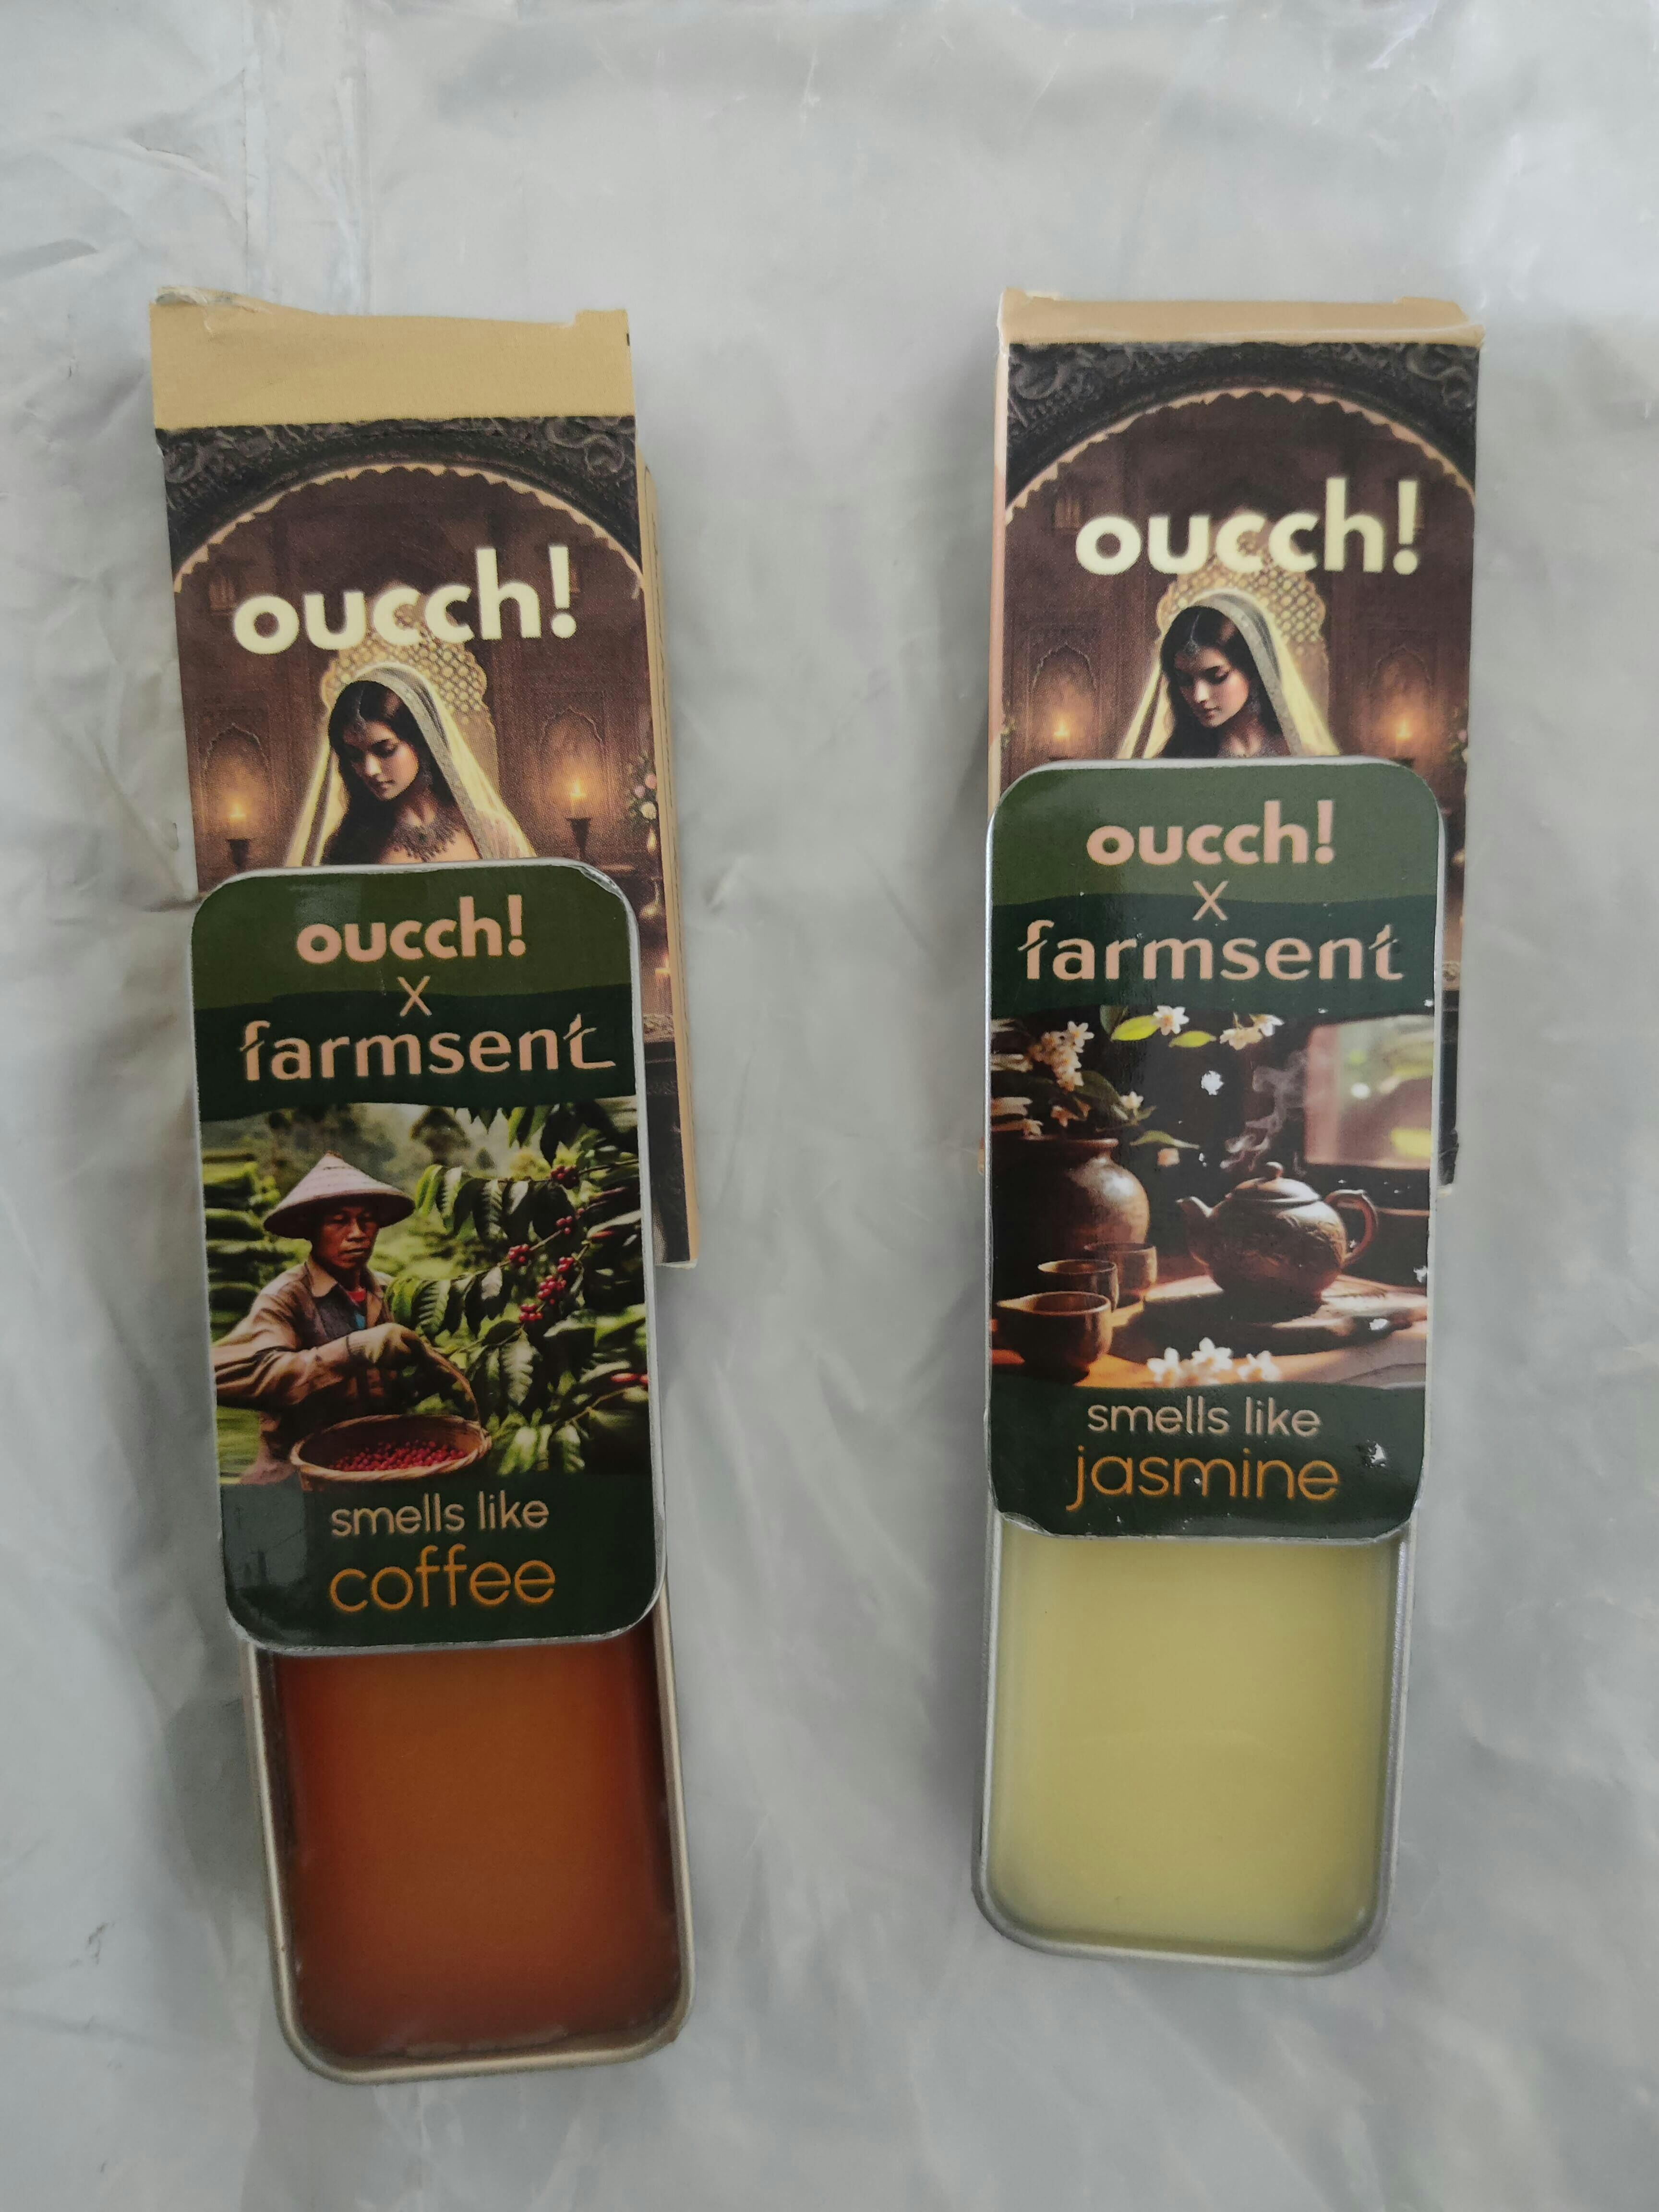 oucch!
oucch!
x
farmsent
smells like
coffee
oucch!
oucch!
x
farmsent
smells like
jasmine